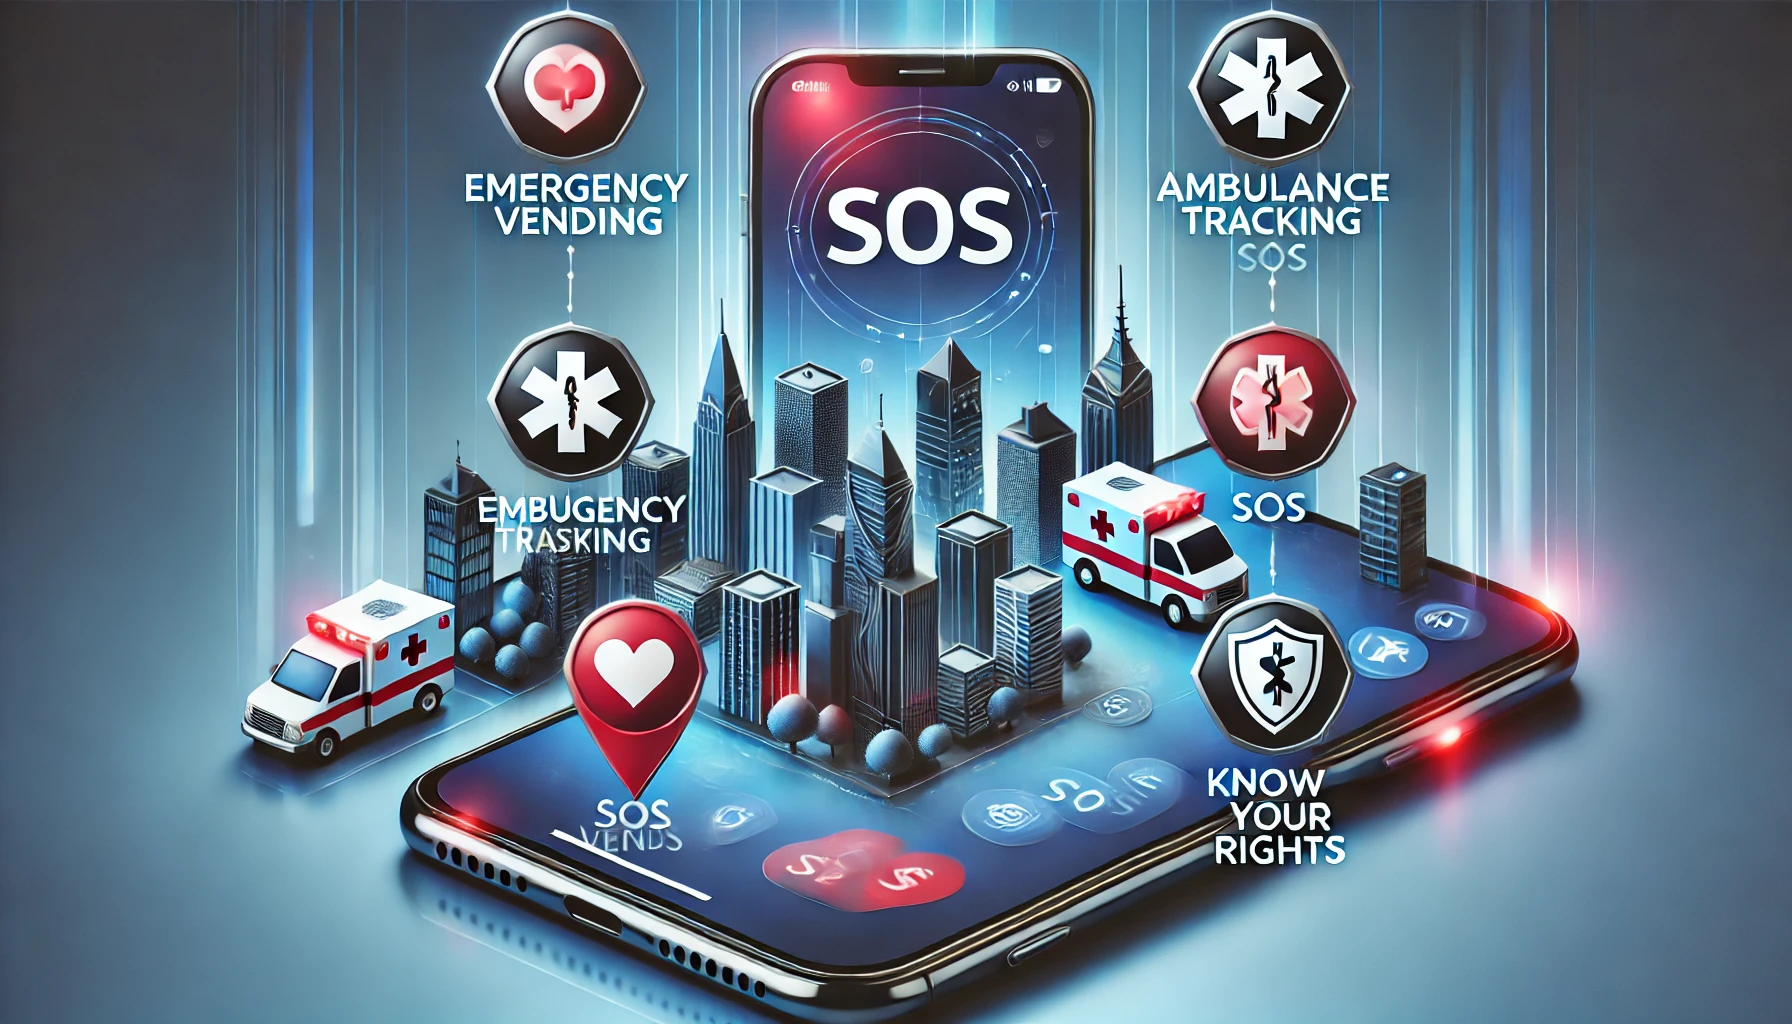 SOS
EMERGENCY
VENDING
AMBULANCE
TRACKING
SOS
EMBUGENCY
TRASKING
SOS
SOS
VENDS
KNOW
YOUR
RIGHTS